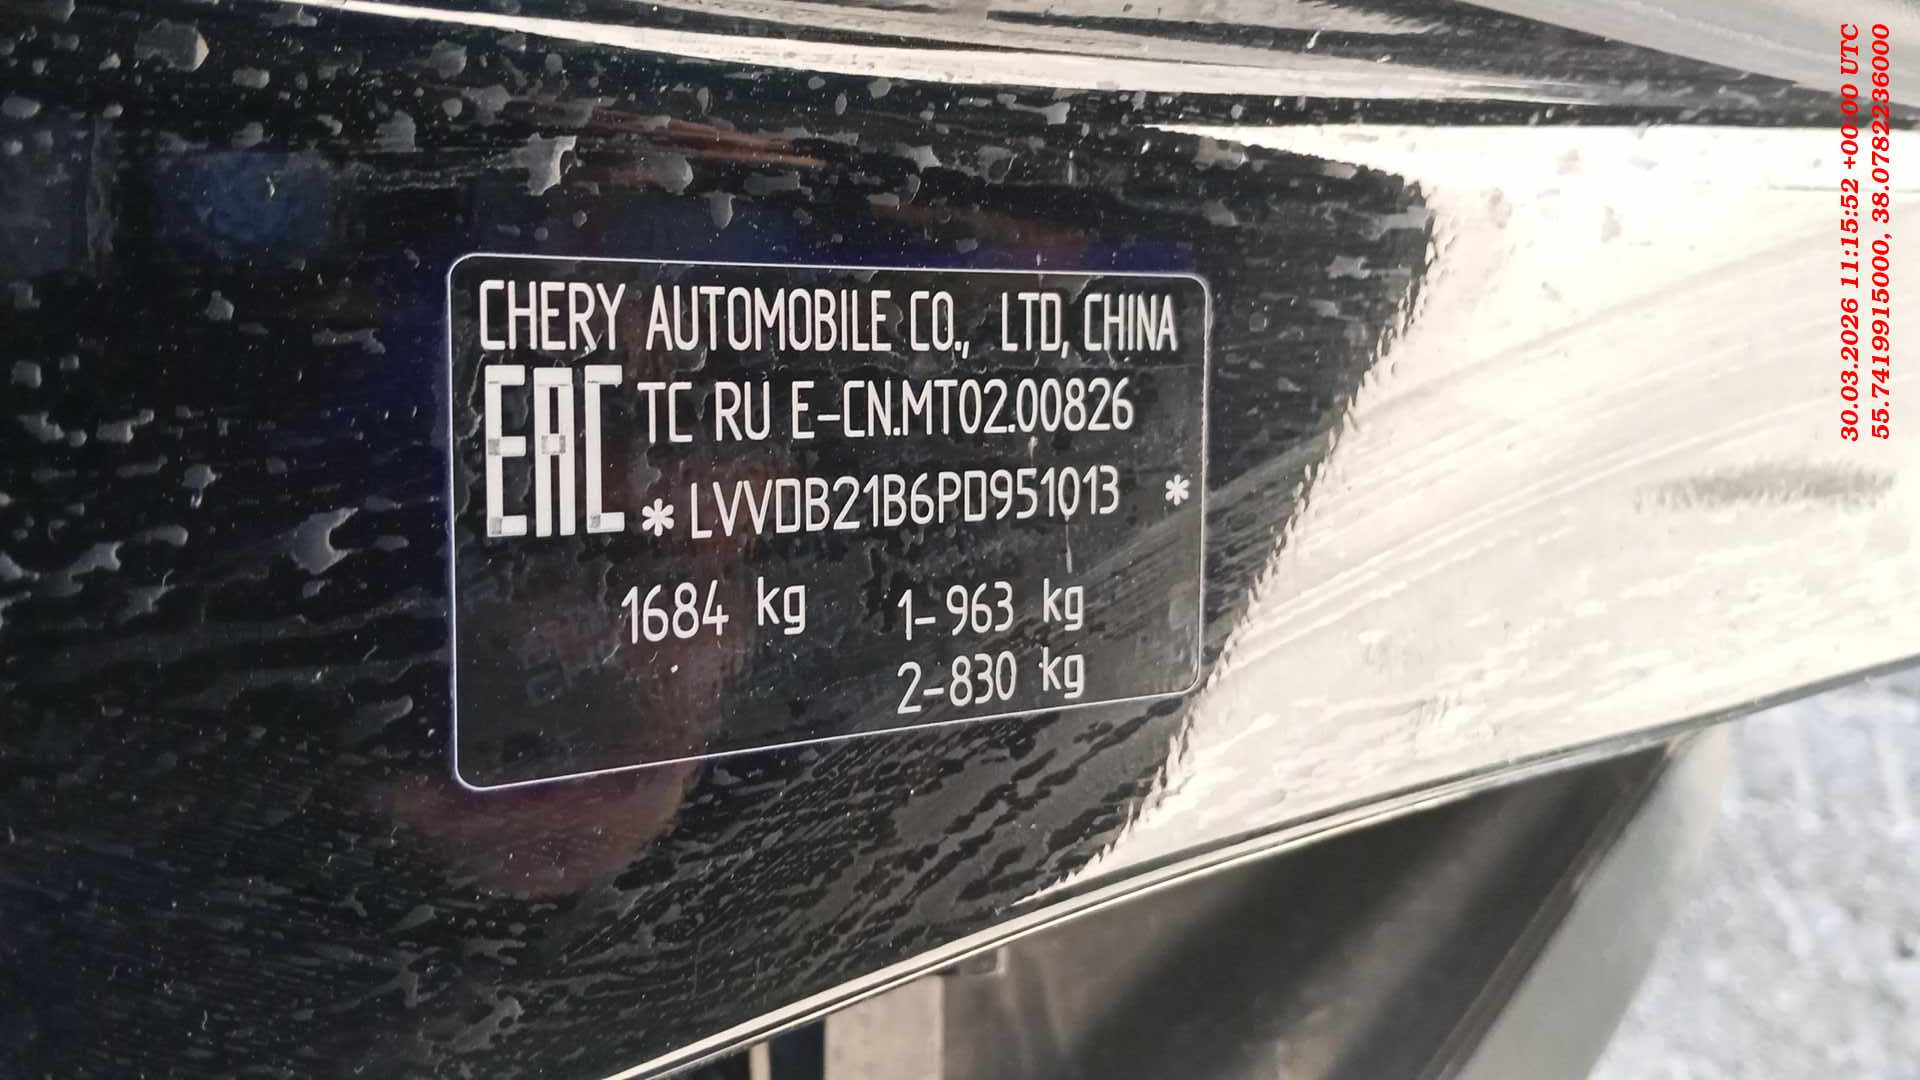 CHERY AUTOMOBILE CO., LTD, CHINA
EAC TC RU E-CN.MT02.00826
* LVVDB21B6PD951013 *
1684 kg 1-963 kg
2-830 kg
30.03.2026 11:15:52 +00:00 UTC
55.7419915000, 38.0782236000